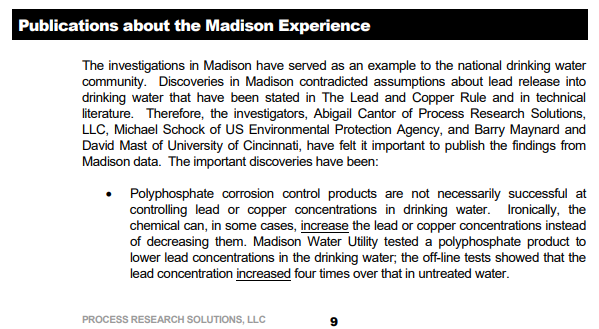 Publications about the Madison Experience
The investigations in Madison have served as an example to the national drinking water
community. Discoveries in Madison contradicted assumptions about lead release into
drinking water that have been stated in The Lead and Copper Rule and in technical
literature. Therefore, the investigators, Abigail Cantor of Process Research Solutions,
LLC, Michael Schock of US Environmental Protection Agency, and Barry Maynard and
David Mast of University of Cincinnati, have felt it important to publish the findings from
Madison data. The important discoveries have been:
• Polyphosphate corrosion control products are not necessarily successful at
controlling lead or copper concentrations in drinking water. Ironically, the
chemical can, in some cases, increase the lead or copper concentrations instead
of decreasing them. Madison Water Utility tested a polyphosphate product to
lower lead concentrations in the drinking water; the off-line tests showed that the
lead concentration increased four times over that in untreated water.
PROCESS RESEARCH SOLUTIONS, LLC 9